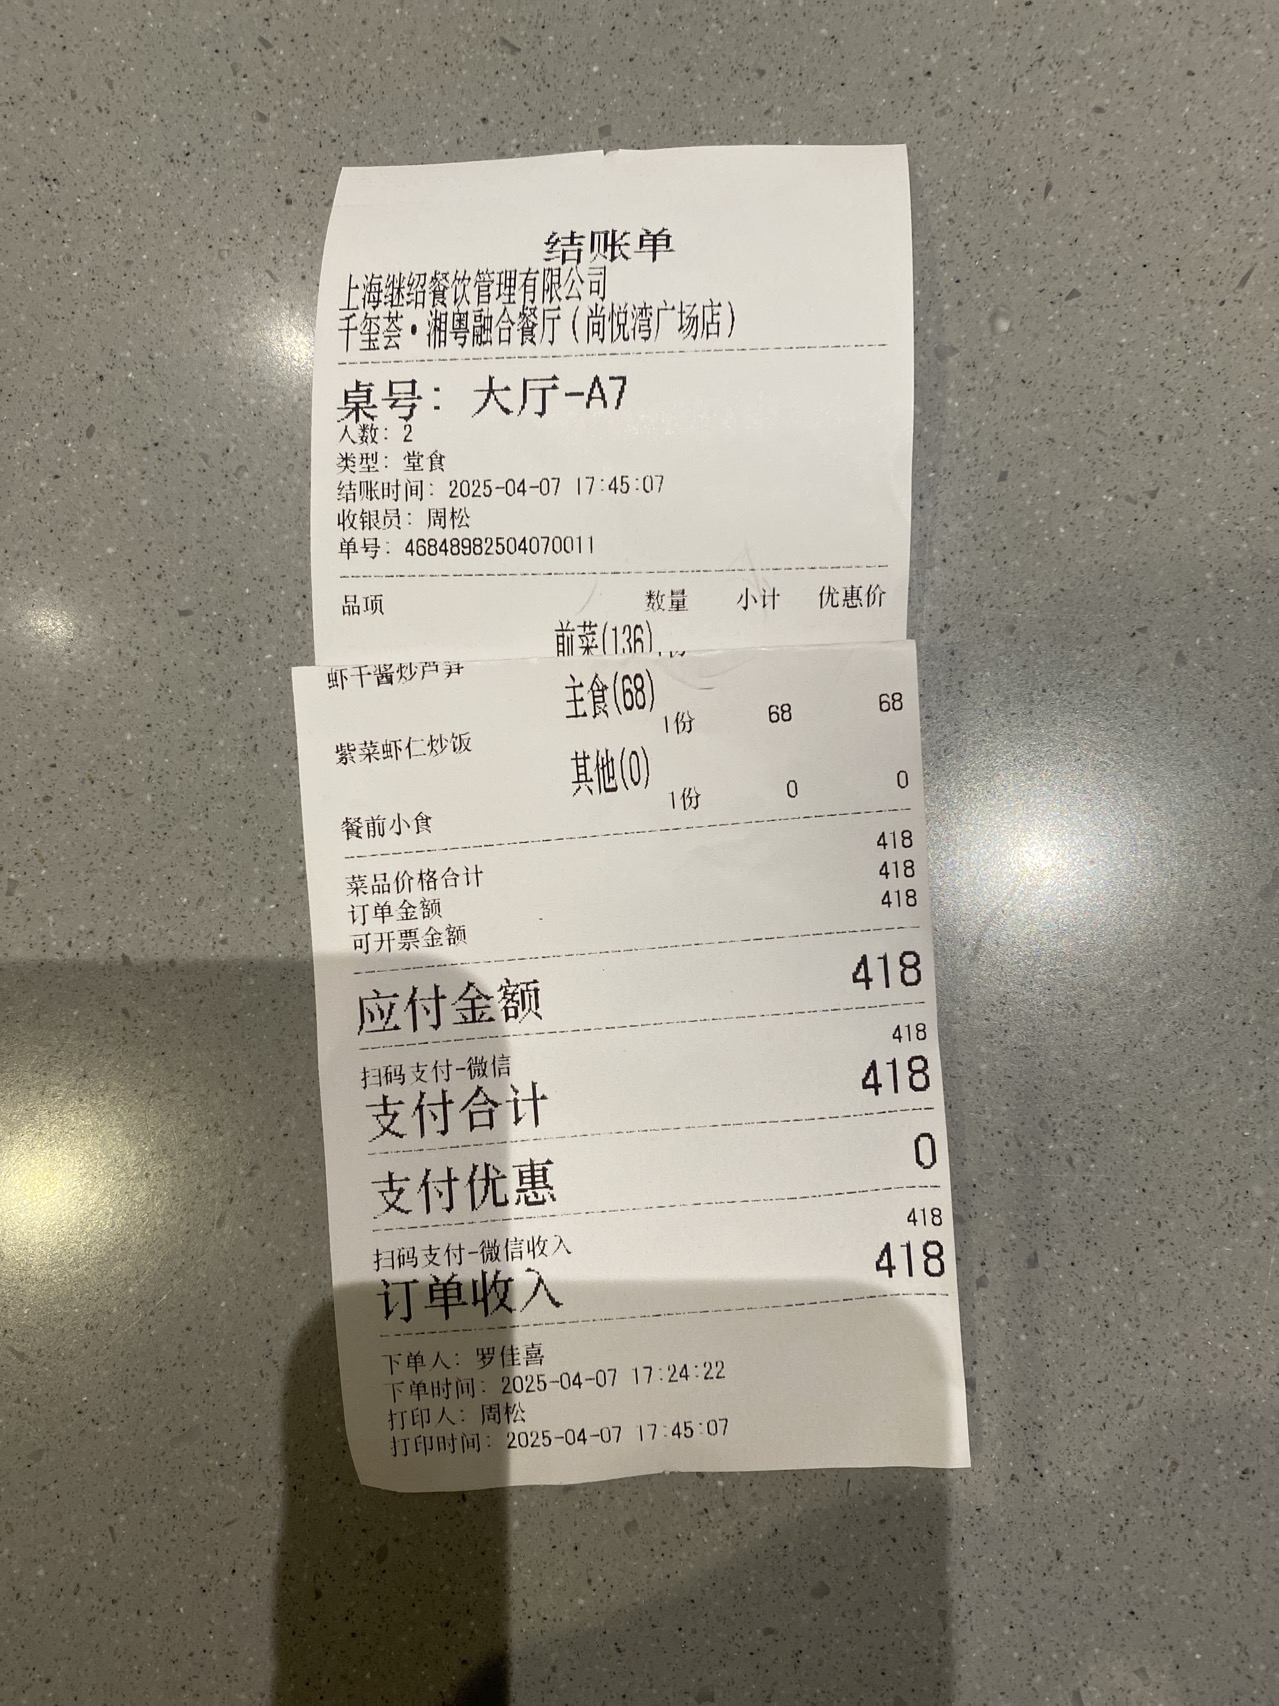 结账单
上海继绍餐饮管理有限公司
千玺荟·湘粤融合餐厅(尚悦湾广场店)
桌号: 大厅-A7
人数: 2
类型: 堂食
结账时间: 2025-04-07 17:45:07
收银员: 周松
单号: 46848982504070011
品项 数量 小计 优惠价
前菜(136)
虾干酱炒芦笋
主食(68)
紫菜虾仁炒饭 1份 68 68
其他(0)
餐前小食 1份 0 0
菜品价格合计 418
订单金额 418
可开票金额 418
应付金额 418
扫码支付-微信 418
支付合计 418
支付优惠 0
扫码支付-微信收入 418
订单收入 418
下单人: 罗佳喜
下单时间: 2025-04-07 17:24:22
打印人: 周松
打印时间: 2025-04-07 17:45:07